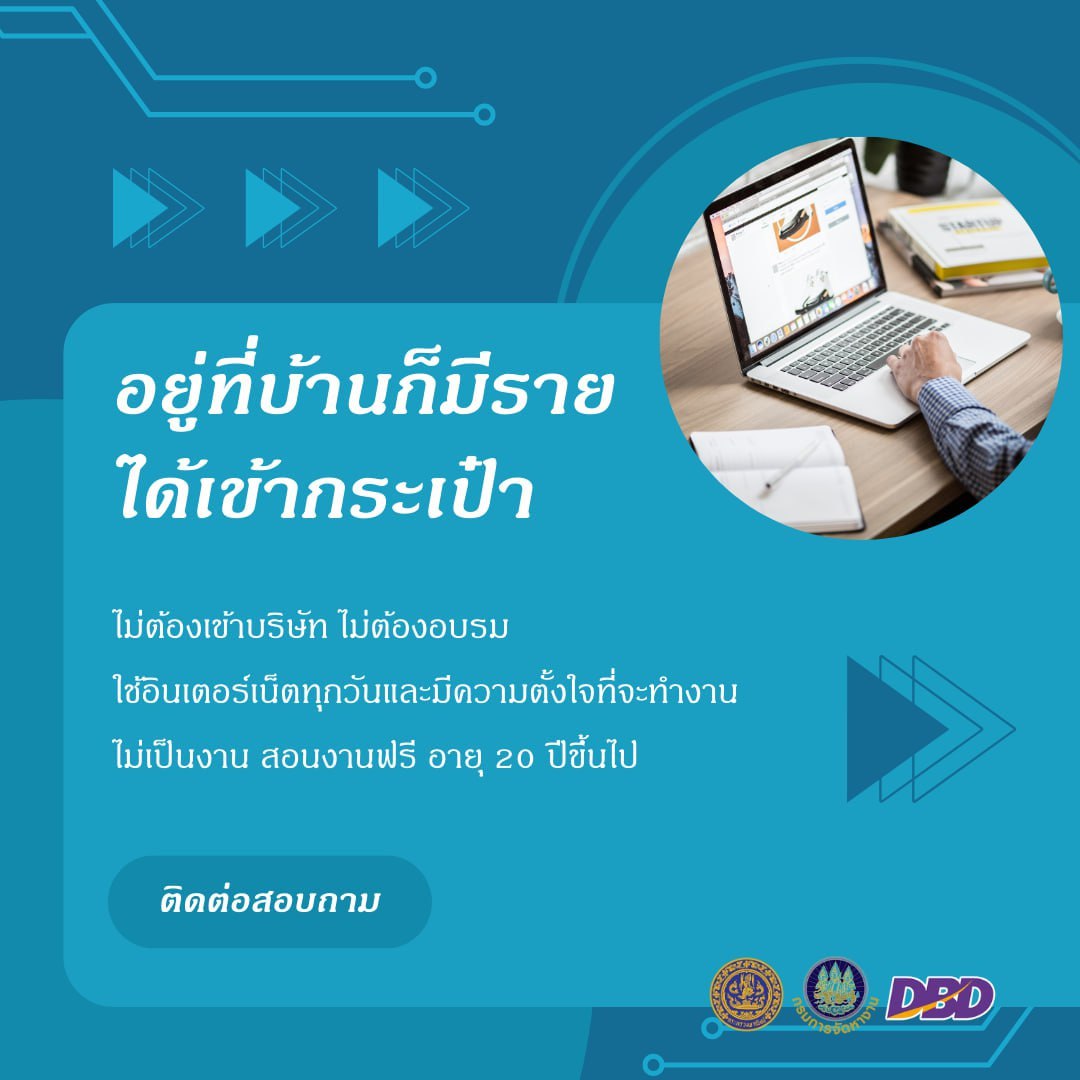 STARTUP
อยู่ที่บ้านก็มีราย
ได้เข้ากระเป๋า
ไม่ต้องเข้าบริษัท ไม่ต้องอบรม
ใช้อินเตอร์เน็ตทุกวันและมีความตั้งใจที่จะทำงาน
ไม่เป็นงาน สอนงานฟรี อายุ 20 ปีขึ้นไป
ติดต่อสอบถาม
กรมการจัดหางาน
DBD